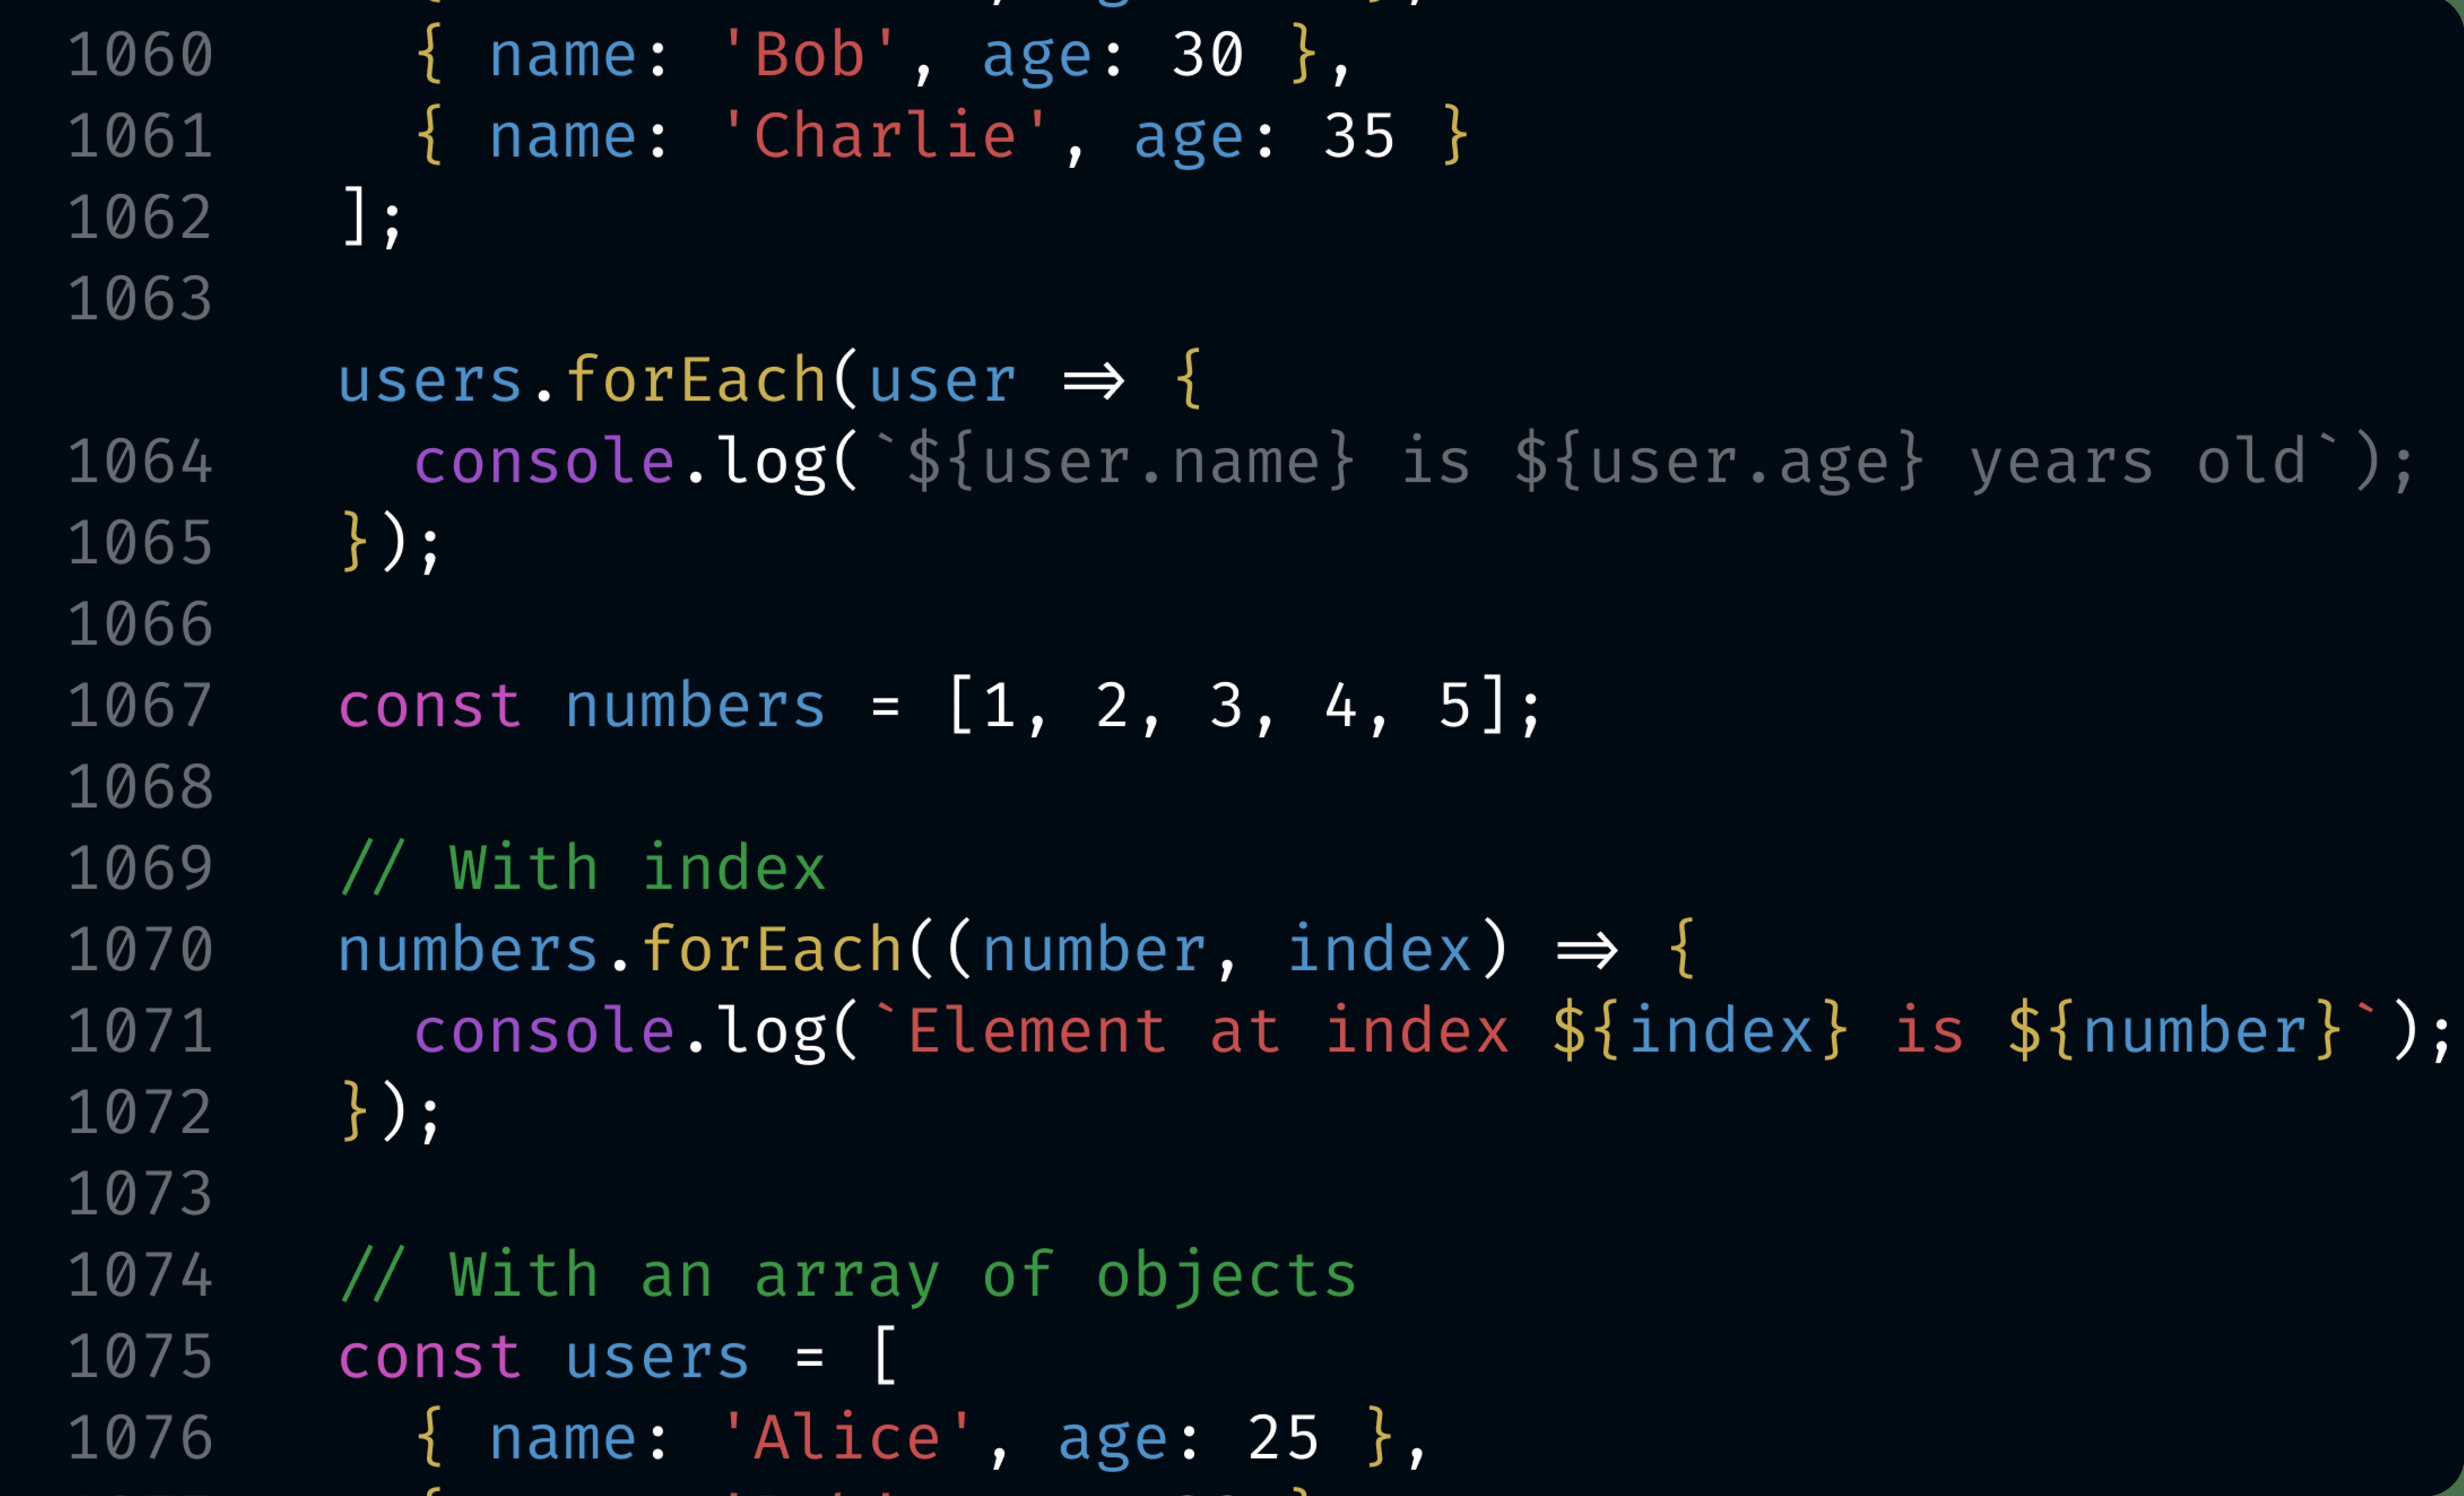 1060 { name: 'Bob', age: 30 },
1061 { name: 'Charlie', age: 35 }
1062 ];
1063
users.forEach(user => {
1064 console.log(`${user.name} is ${user.age} years old`);
1065 });
1066
1067 const numbers = [1, 2, 3, 4, 5];
1068
1069 // With index
1070 numbers.forEach((number, index) => {
1071 console.log(`Element at index ${index} is ${number}`);
1072 });
1073
1074 // With an array of objects
1075 const users = [
1076 { name: 'Alice', age: 25 },